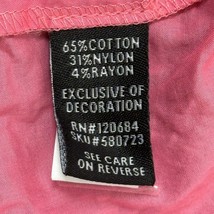 65%COTTON
31%NYLON
4%RAYON
EXCLUSIVE OF
DECORATION
RN#120684
SKU#580723
SEE CARE
ON REVERSE